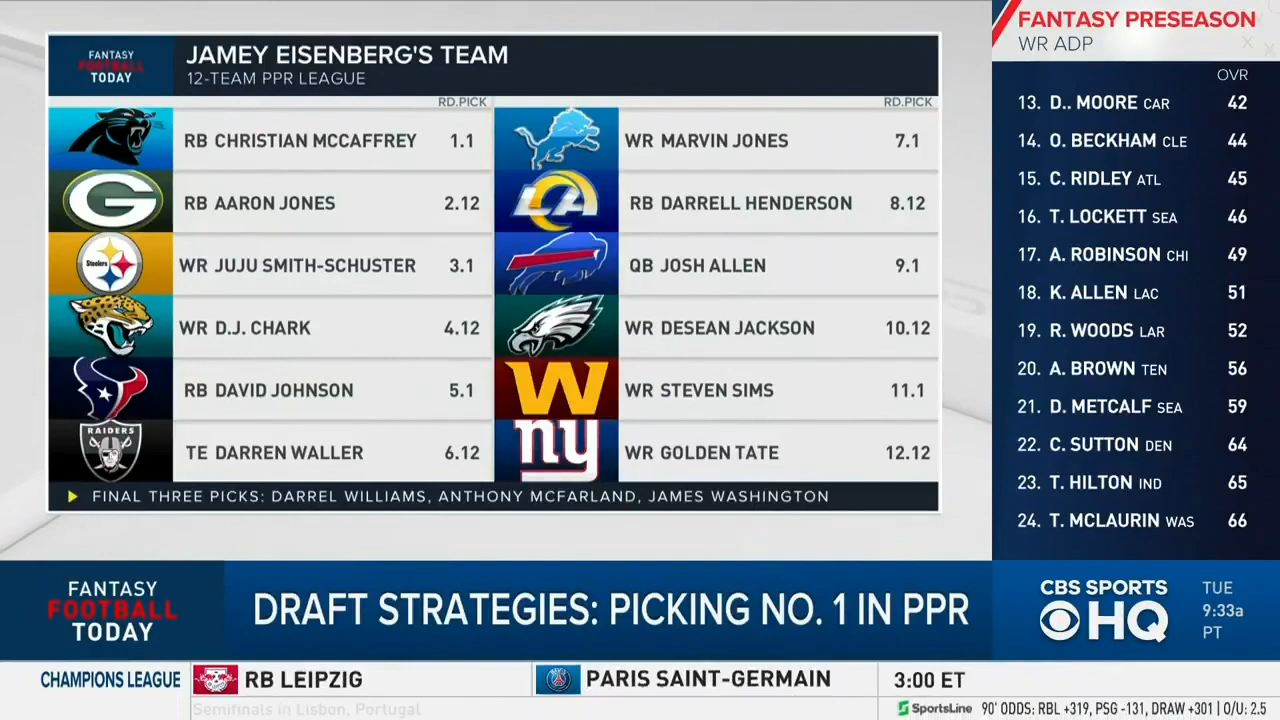 FANTASY
FOOTBALL
TODAY
JAMEY EISENBERG'S TEAM
12-TEAM PPR LEAGUE
RD.PICK
RB CHRISTIAN MCCAFFREY 1.1
RB AARON JONES 2.12
WR JUJU SMITH-SCHUSTER 3.1
WR D.J. CHARK 4.12
RB DAVID JOHNSON 5.1
TE DARREN WALLER 6.12
RD.PICK
WR MARVIN JONES 7.1
RB DARRELL HENDERSON 8.12
QB JOSH ALLEN 9.1
WR DESEAN JACKSON 10.12
WR STEVEN SIMS 11.1
WR GOLDEN TATE 12.12
G
Steelers
RAIDERS
LA
W
ny
FINAL THREE PICKS: DARREL WILLIAMS, ANTHONY MCFARLAND, JAMES WASHINGTON
FANTASY PRESEASON
WR ADP
OVR
13. D.. MOORE CAR 42
14. O. BECKHAM CLE 44
15. C. RIDLEY ATL 45
16. T. LOCKETT SEA 46
17. A. ROBINSON CHI 49
18. K. ALLEN LAC 51
19. R. WOODS LAR 52
20. A. BROWN TEN 56
21. D. METCALF SEA 59
22. C. SUTTON DEN 64
23. T. HILTON IND 65
24. T. MCLAURIN WAS 66
FANTASY
FOOTBALL
TODAY
DRAFT STRATEGIES: PICKING NO. 1 IN PPR
CBS SPORTS
HQ
TUE
9:33a
PT
CHAMPIONS LEAGUE
RB LEIPZIG
PARIS SAINT-GERMAIN
3:00 ET
Semifinals in Lisbon, Portugal
SportsLine 90' ODDS: RBL +319, PSG -131, DRAW +301 | O/U: 2.5